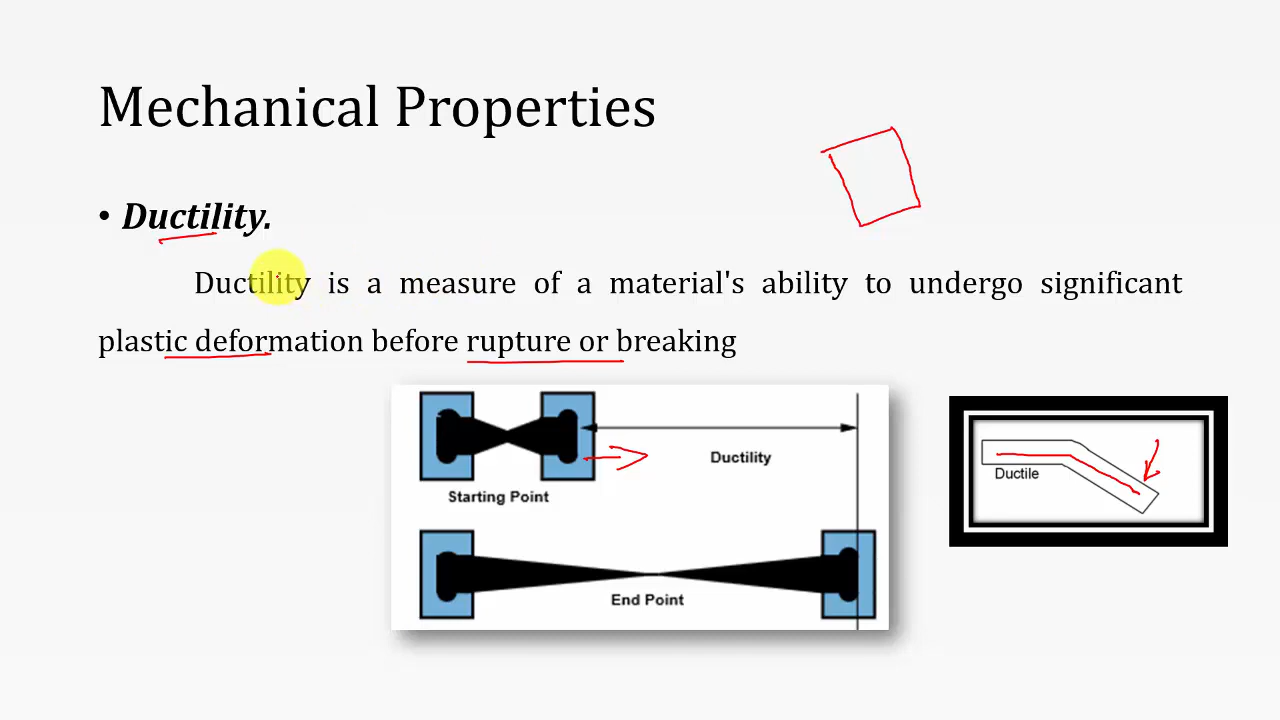 Mechanical Properties
• Ductility.
Ductility is a measure of a material's ability to undergo significant
plastic deformation before rupture or breaking
Ductility
Starting Point
End Point
Ductile